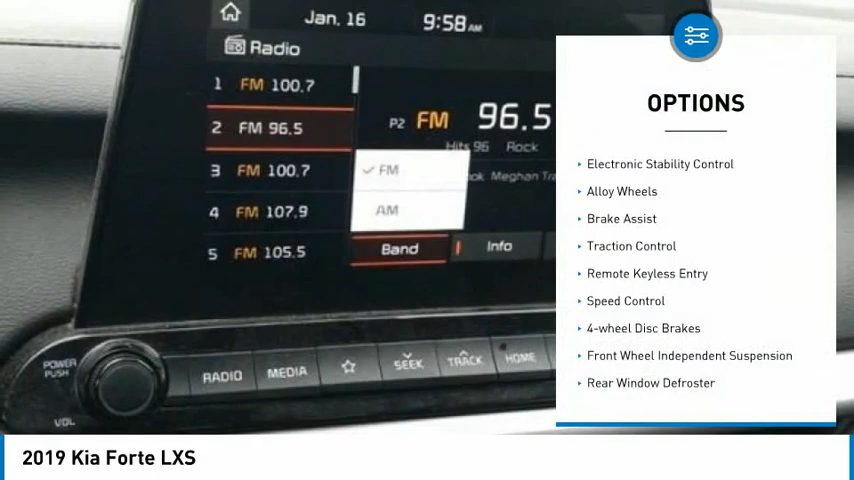 Jan. 16 9:58 AM
Radio
1 FM 100.7
2 FM 96.5
3 FM 100.7
4 FM 107.9
5 FM 105.5
P2 FM 96.5
Hits 96 Rock
ok. Meghan Tra
✓ FM
AM
Band
Info
POWER
PUSH
VOL
RADIO
MEDIA
SEEK
TRACK
HOME
OPTIONS
‣ Electronic Stability Control
‣ Alloy Wheels
‣ Brake Assist
‣ Traction Control
‣ Remote Keyless Entry
‣ Speed Control
‣ 4-wheel Disc Brakes
‣ Front Wheel Independent Suspension
‣ Rear Window Defroster
2019 Kia Forte LXS